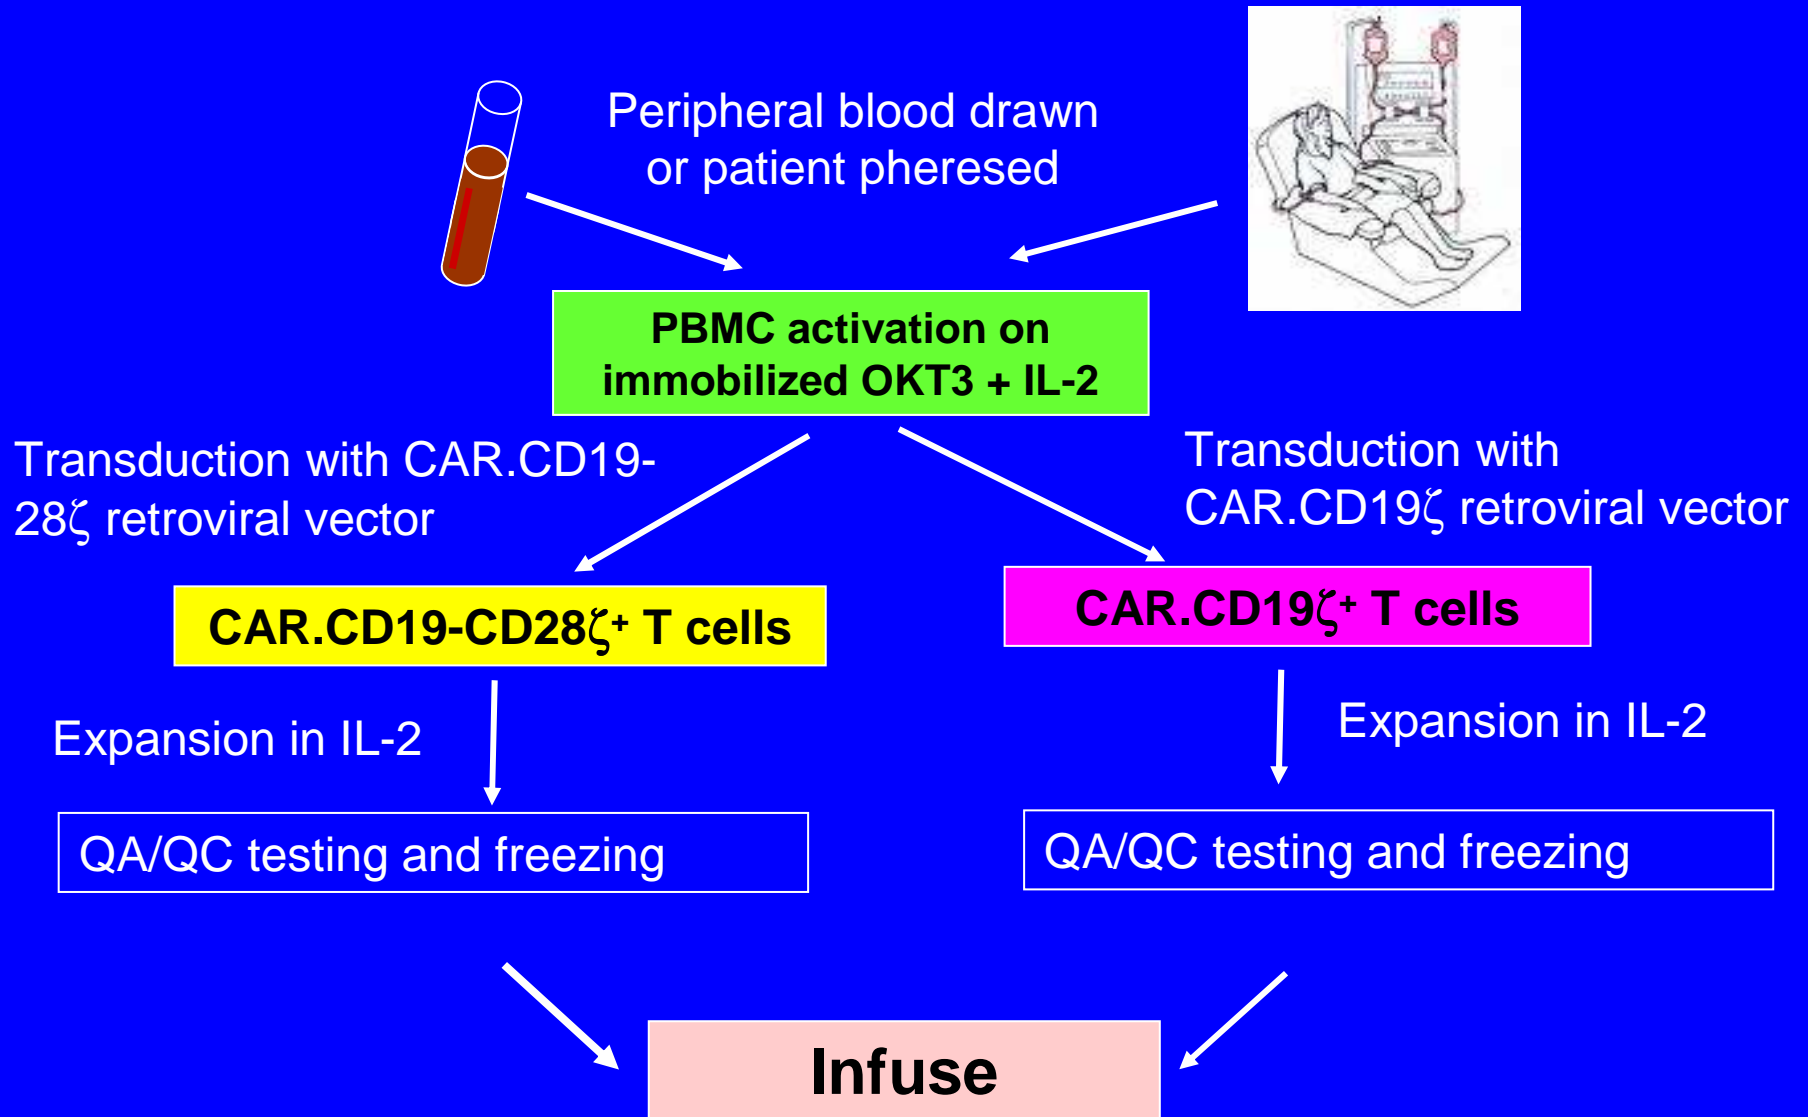 Peripheral blood drawn
or patient pheresed
PBMC activation on
immobilized OKT3 + IL-2
Transduction with CAR.CD19-
28ζ retroviral vector
Transduction with
CAR.CD19ζ retroviral vector
CAR.CD19-CD28ζ+ T cells
CAR.CD19ζ+ T cells
Expansion in IL-2
Expansion in IL-2
QA/QC testing and freezing
QA/QC testing and freezing
Infuse